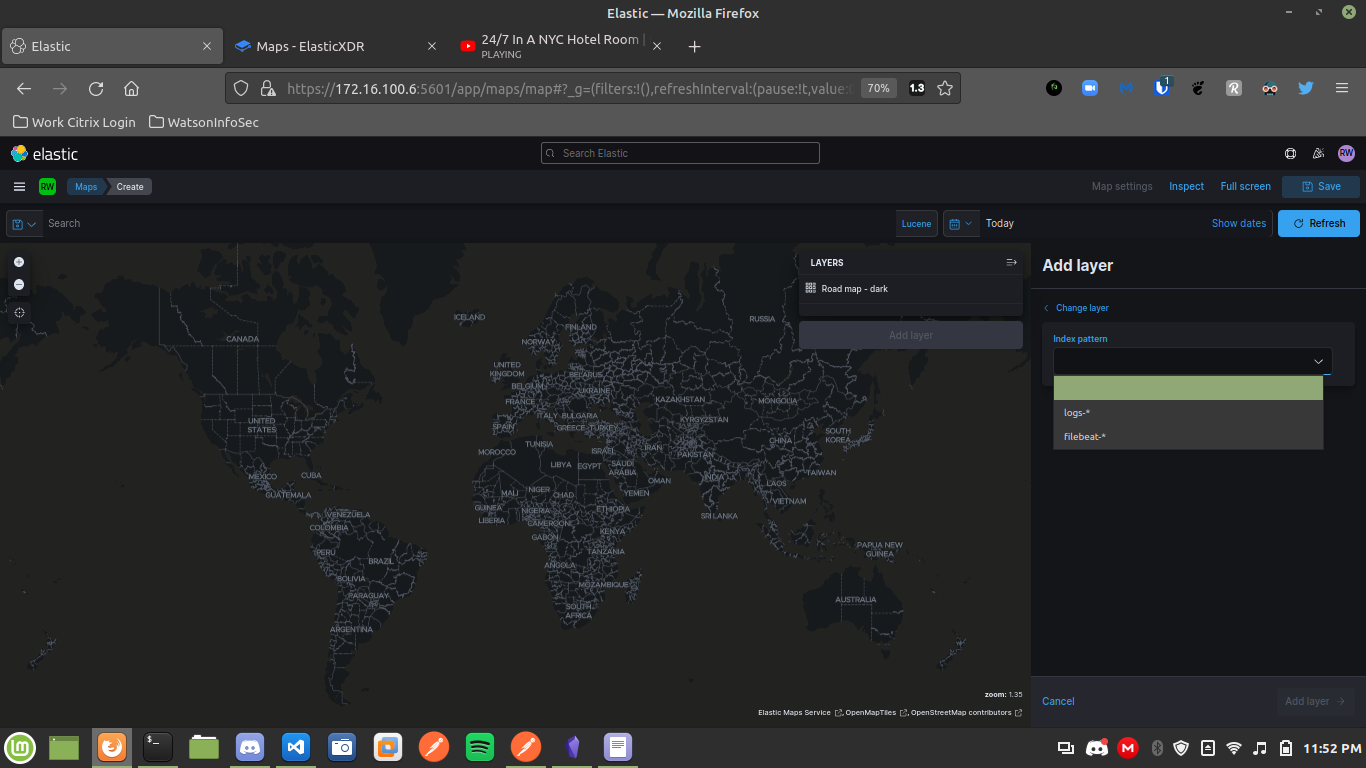 Elastic — Mozilla Firefox
Elastic
Maps - ElasticXDR
24/7 In A NYC Hotel Room |
PLAYING
https://172.16.100.6:5601/app/maps/map#?_g=(filters:!(),refreshInterval:(pause:!t,value:
70%
1.3
1
Work Citrix Login
WatsonInfoSec
elastic
Search Elastic
RW
RW
Maps
Create
Map settings
Inspect
Full screen
Save
Search
Lucene
Today
Show dates
Refresh
LAYERS
Road map - dark
Add layer
Add layer
Change layer
Index pattern
logs-*
filebeat-*
ICELAND
FINLAND
RUSSIA
NORWAY
CANADA
UNITED
KINGDOM
BELARUS
BELGIUM
UKRAINE
FRANCE
KAZAKHSTAN
MONGOLIA
ITALY
BULGARIA
KYRGYZSTAN
UNITED
STATES
SPAIN
GREECE
TURKEY
SOUTH
KOREA
CHINA
TUNISIA
IRAN
MOROCCO
ISRAEL
PAKISTAN
LIBYA
EGYPT
SAUDI
ARABIA
TAIWAN
MEXICO
CUBA
OMAN
INDIA
LAOS
GUATEMALA
MALI
NIGER
CHAD
YEMEN
VIETNAM
GUINEA
NIGERIA
ETHIOPIA
VENEZUELA
LIBERIA
SRI LANKA
COLOMBIA
CAMEROON
GABON
KENYA
PERU
TANZANIA
PAPUA NEW
GUINEA
BRAZIL
ANGOLA
BOLIVIA
MOZAMBIQUE
PARAGUAY
AUSTRALIA
SOUTH
AFRICA
ARGENTINA
zoom: 1.35
Elastic Maps Service , OpenMapTiles , OpenStreetMap contributors
Cancel
Add layer
11:52 PM